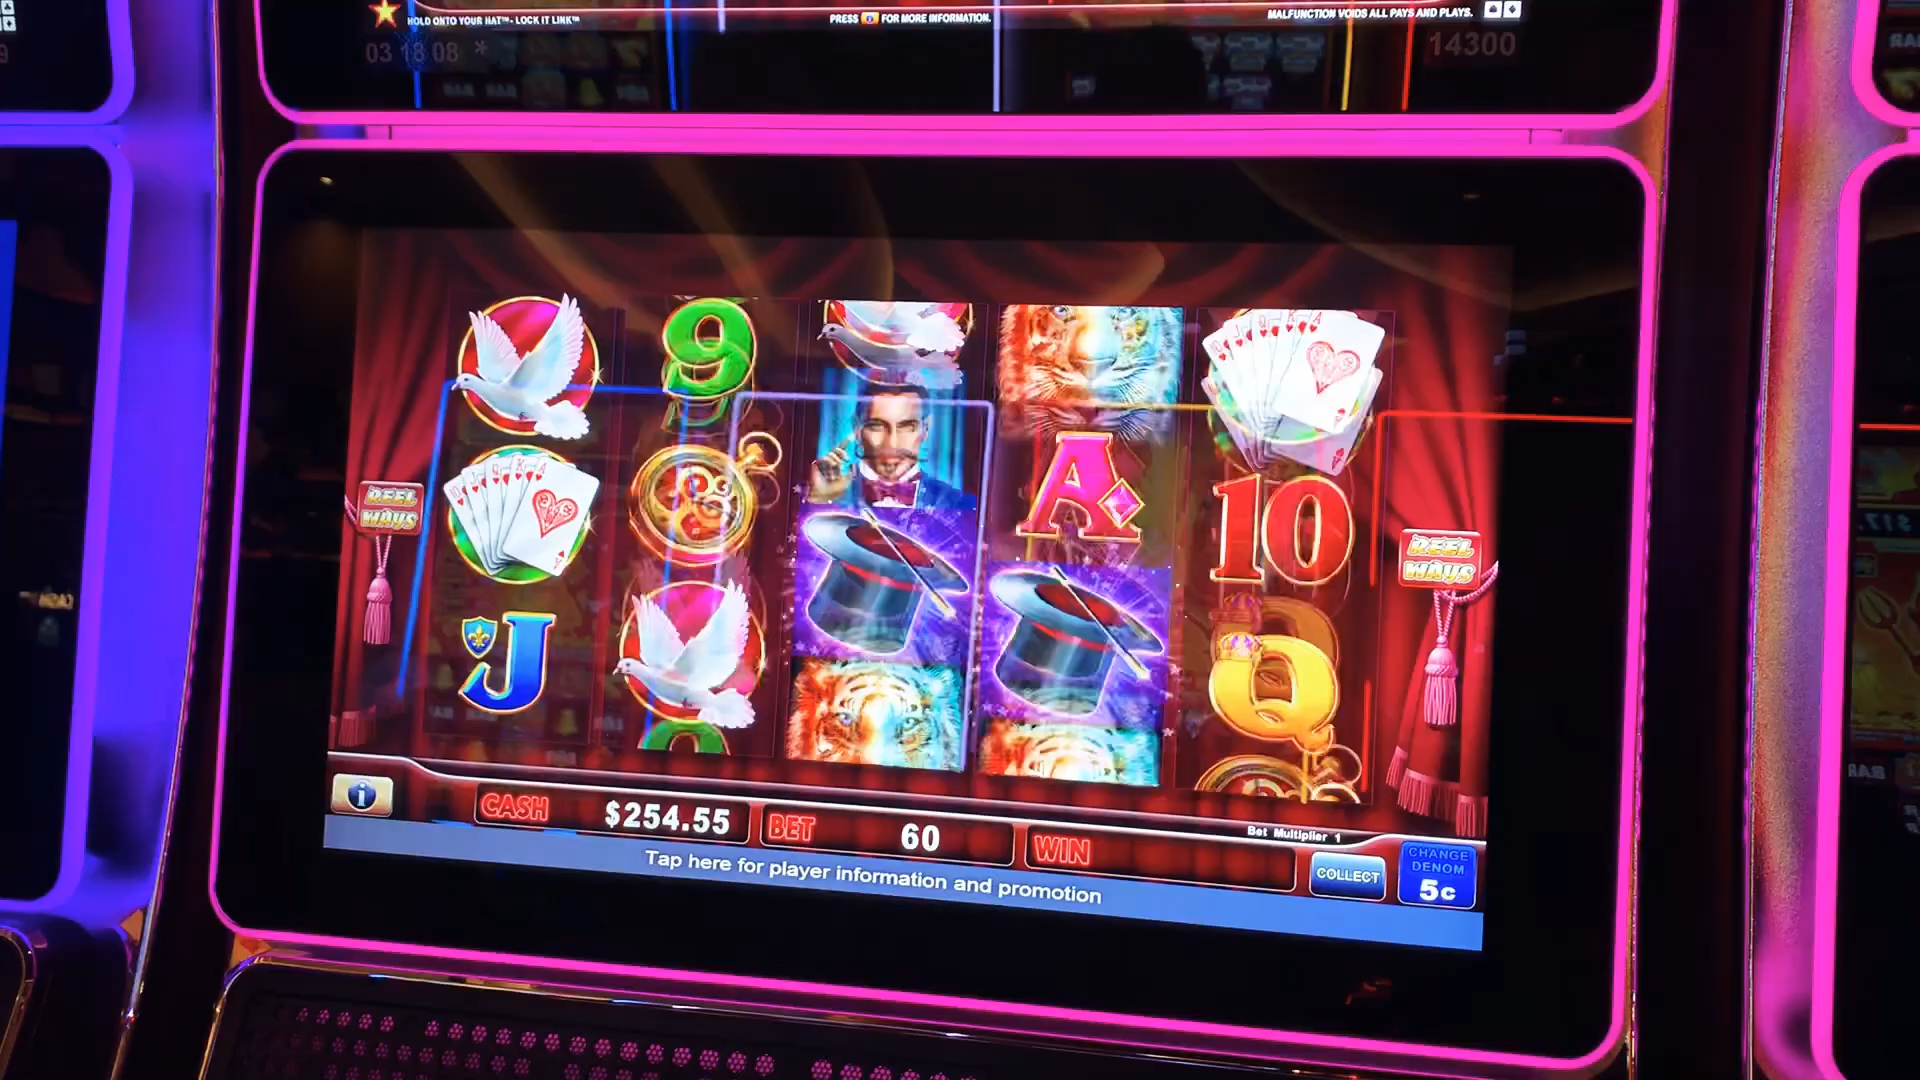 HOLD ONTO YOUR HAT™ - LOCK IT LINK™
PRESS i FOR MORE INFORMATION.
MALFUNCTION VOIDS ALL PAYS AND PLAYS.
03 18 08 *
14300
9
A
10
J
Q
REEL
WAYS
REEL
WAYS
CASH $254.55
BET 60
WIN
Bet Multiplier 1
COLLECT
CHANGE
DENOM
5c
Tap here for player information and promotion